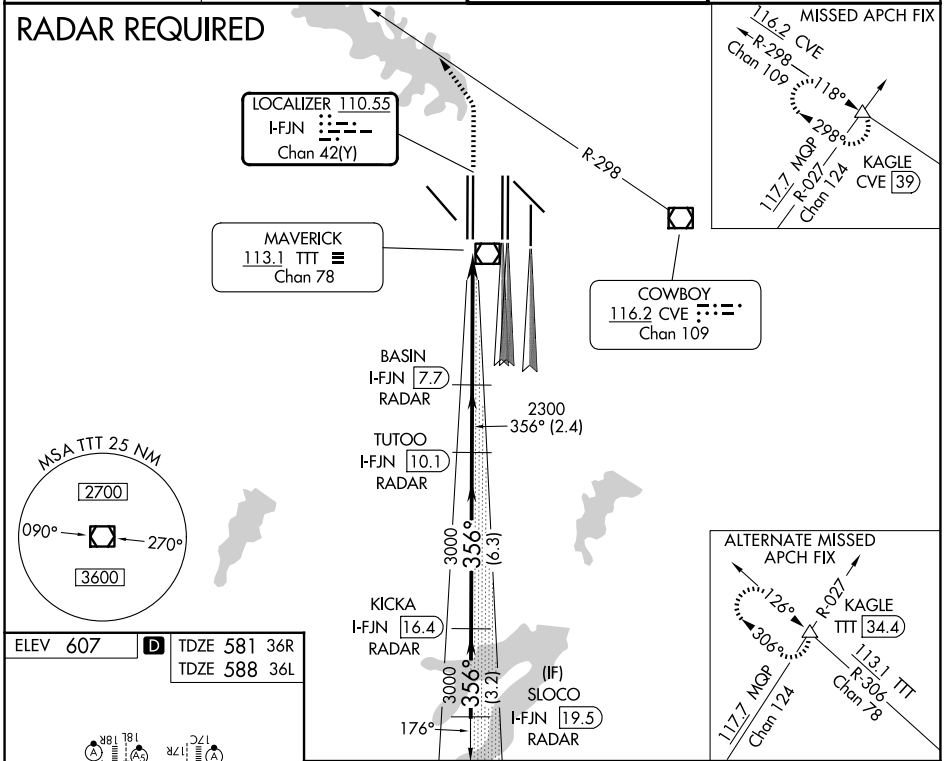 RADAR REQUIRED
MISSED APCH FIX
116.2 CVE
R-298
Chan 109
118°
298°
117.7 MQP
R-027
Chan 124
KAGLE
CVE 39
LOCALIZER 110.55
I-FJN
Chan 42(Y)
R-298
MAVERICK
113.1 TTT
Chan 78
COWBOY
116.2 CVE
Chan 109
BASIN
I-FJN 7.7
RADAR
2300
356° (2.4)
TUTOO
I-FJN 10.1
RADAR
MSA TTT 25 NM
2700
090°
270°
3600
3000
356°
(6.3)
KICKA
I-FJN 16.4
RADAR
3000
356°
(3.2)
(IF)
SLOCO
I-FJN 19.5
RADAR
176°
ALTERNATE MISSED
APCH FIX
R-027
126°
306°
KAGLE
TTT 34.4
117.7 MQP
Chan 124
113.1 TTT
R-306
Chan 78
ELEV 607
D
TDZE 581 36R
TDZE 588 36L
18R
18L
17R
17C
A
A5
A